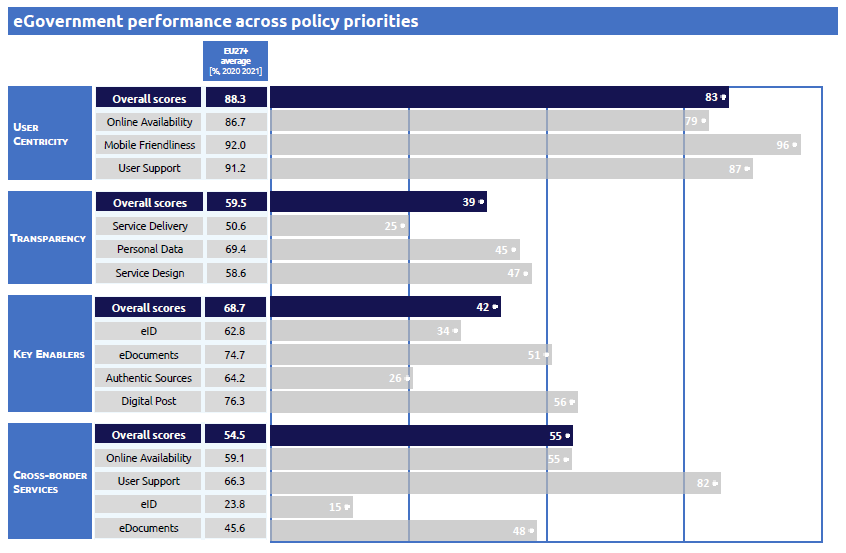 eGovernment performance across policy priorities
EU27+
average
[%, 2020 2021]
USER
CENTRICITY
Overall scores 88.3 83
Online Availability 86.7 79
Mobile Friendliness 92.0 96
User Support 91.2 87
TRANSPARENCY
Overall scores 59.5 39
Service Delivery 50.6 25
Personal Data 69.4 45
Service Design 58.6 47
KEY ENABLERS
Overall scores 68.7 42
eID 62.8 34
eDocuments 74.7 51
Authentic Sources 64.2 26
Digital Post 76.3 56
CROSS-BORDER
SERVICES
Overall scores 54.5 55
Online Availability 59.1 55
User Support 66.3 82
eID 23.8 15
eDocuments 45.6 48